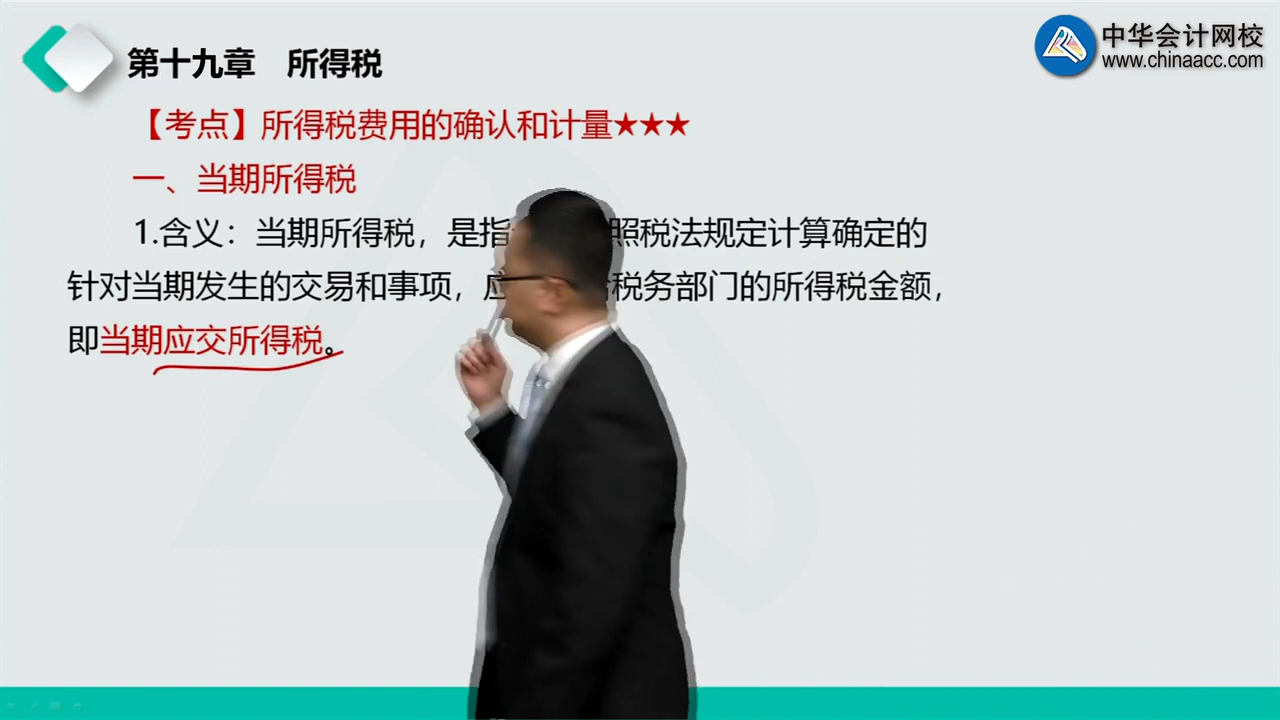 中华会计网校
www.chinaacc.com
第十九章 所得税
【考点】所得税费用的确认和计量★★★
一、当期所得税
1.含义：当期所得税，是指 照税法规定计算确定的
针对当期发生的交易和事项，应 税务部门的所得税金额，
即当期应交所得税。